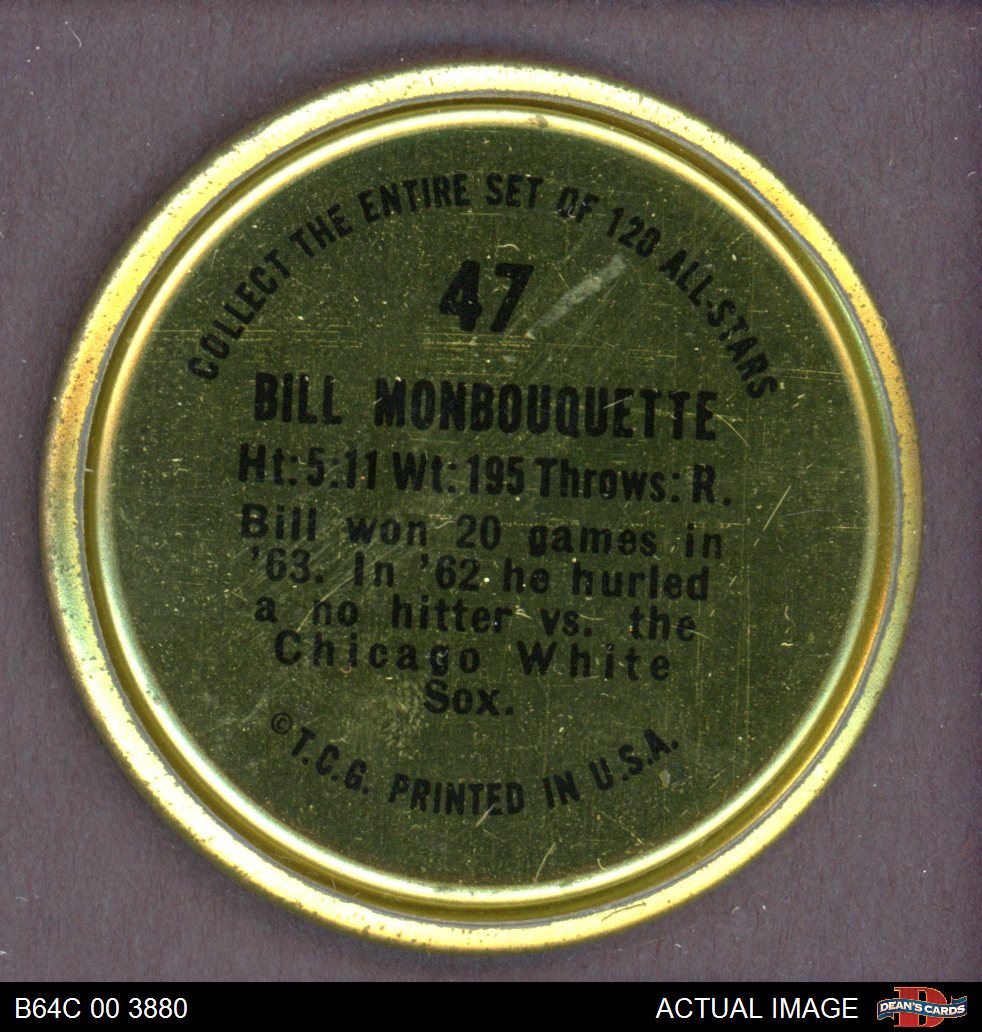 COLLECT THE ENTIRE SET OF 120 ALL-STARS
47
BILL MONBOUQUETTE
Ht: 5:11 Wt: 195 Throws: R.
Bill won 20 games in
'63. In '62 he hurled
a no hitter vs. the
Chicago White
Sox.
©T.C.G. PRINTED IN U.S.A.
B64C 00 3880
ACTUAL IMAGE
DEAN'S CARDS